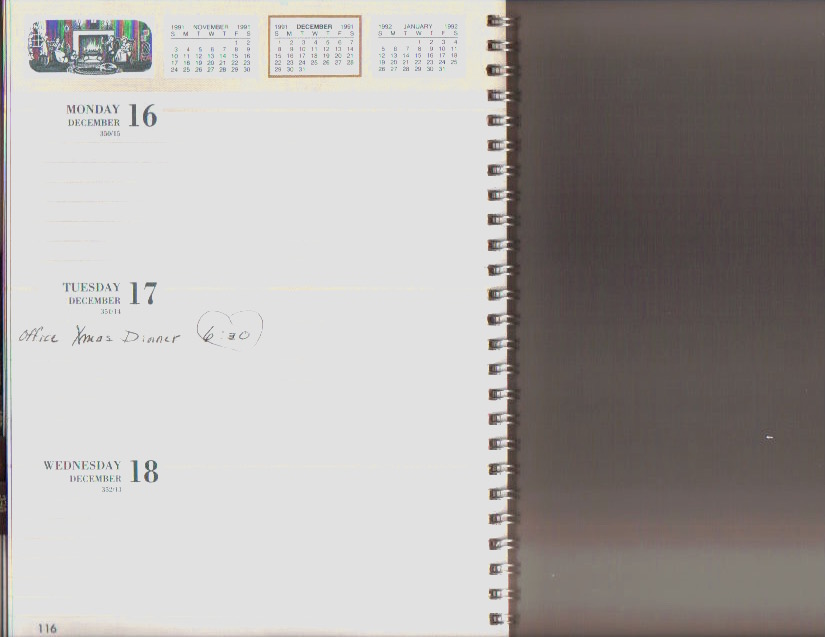 1991 NOVEMBER 1991
S M T W T F S
1 2
3 4 5 6 7 8 9
10 11 12 13 14 15 16
17 18 19 20 21 22 23
24 25 26 27 28 29 30
1991 DECEMBER 1991
S M T W T F S
1 2 3 4 5 6 7
8 9 10 11 12 13 14
15 16 17 18 19 20 21
22 23 24 25 26 27 28
29 30 31
1992 JANUARY 1992
S M T W T F S
1 2 3 4
5 6 7 8 9 10 11
12 13 14 15 16 17 18
19 20 21 22 23 24 25
26 27 28 29 30 31
MONDAY 16
DECEMBER
350/15
TUESDAY 17
DECEMBER
351/14
Office Xmas Dinner 6:30
WEDNESDAY 18
DECEMBER
352/13
116